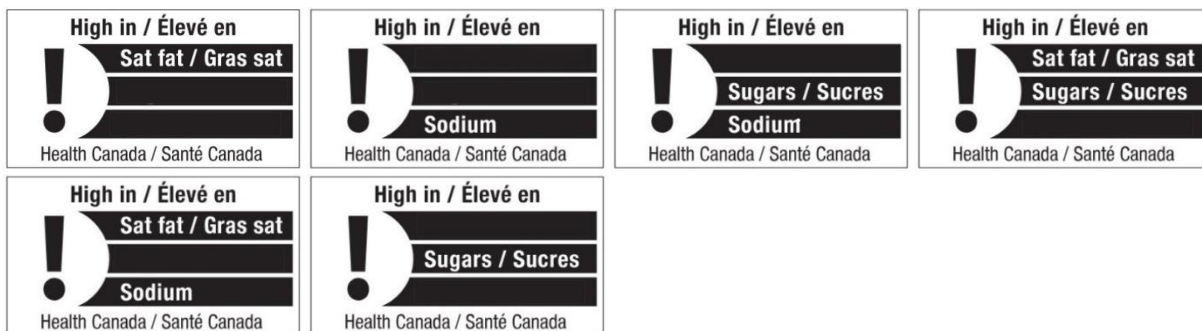 High in / Élevé en
Sat fat / Gras sat
Health Canada / Santé Canada
High in / Élevé en
Sodium
Health Canada / Santé Canada
High in / Élevé en
Sugars / Sucres
Sodium
Health Canada / Santé Canada
High in / Élevé en
Sat fat / Gras sat
Sugars / Sucres
Health Canada / Santé Canada
High in / Élevé en
Sat fat / Gras sat
Sodium
Health Canada / Santé Canada
High in / Élevé en
Sugars / Sucres
Health Canada / Santé Canada